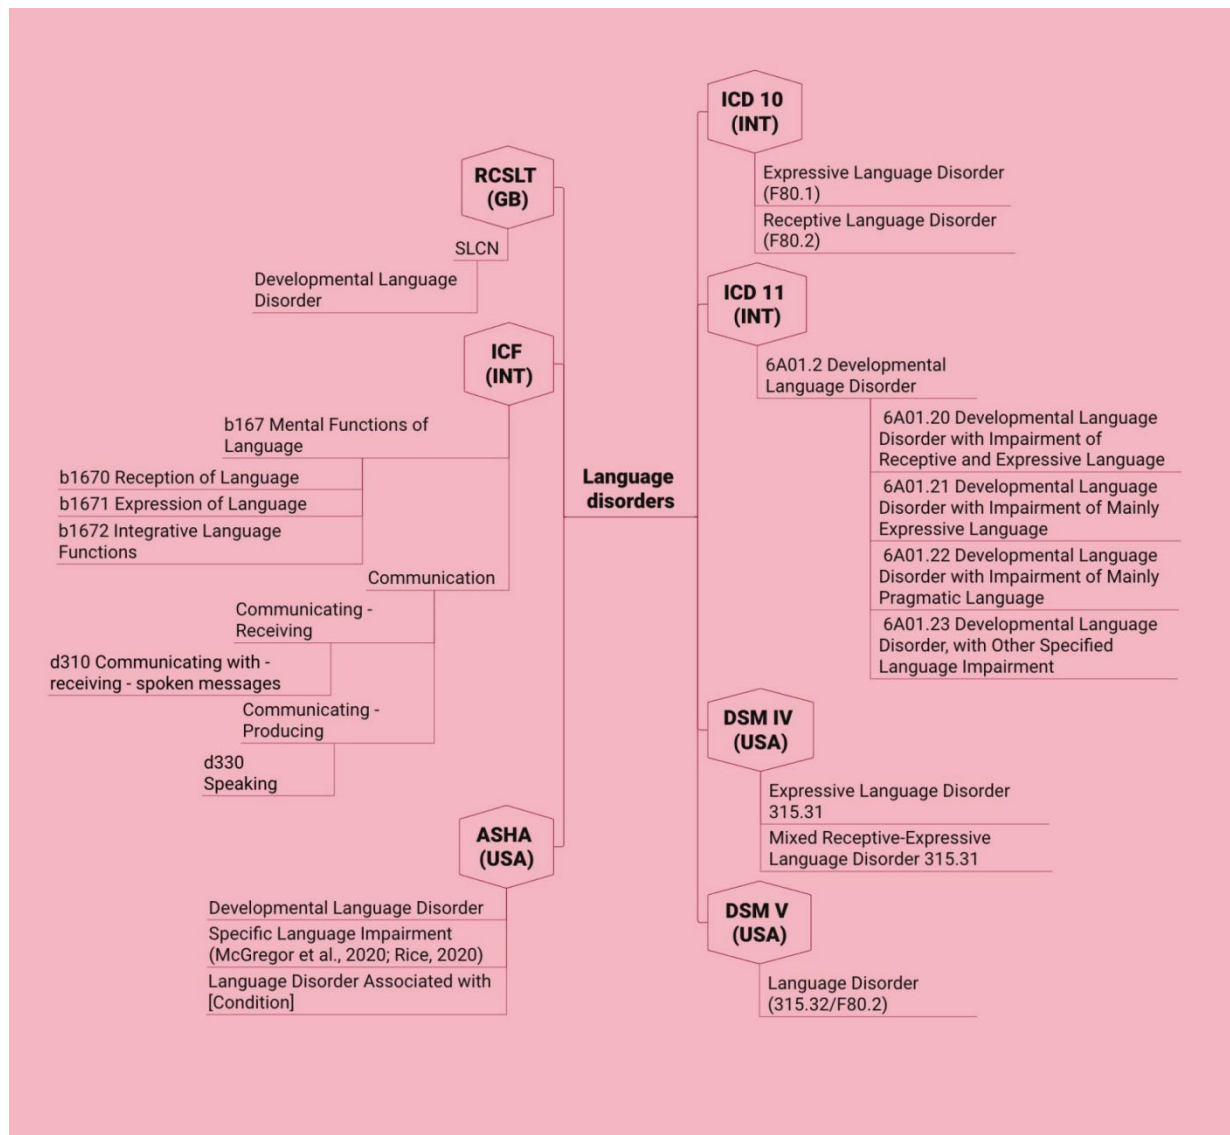 Language
disorders
RCSLT
(GB)
SLCN
Developmental Language
Disorder
ICF
(INT)
b167 Mental Functions of
Language
b1670 Reception of Language
b1671 Expression of Language
b1672 Integrative Language
Functions
Communication
Communicating -
Receiving
d310 Communicating with -
receiving - spoken messages
Communicating -
Producing
d330
Speaking
ASHA
(USA)
Developmental Language Disorder
Specific Language Impairment
(McGregor et al., 2020; Rice, 2020)
Language Disorder Associated with
[Condition]
ICD 10
(INT)
Expressive Language Disorder
(F80.1)
Receptive Language Disorder
(F80.2)
ICD 11
(INT)
6A01.2 Developmental
Language Disorder
6A01.20 Developmental Language
Disorder with Impairment of
Receptive and Expressive Language
6A01.21 Developmental Language
Disorder with Impairment of Mainly
Expressive Language
6A01.22 Developmental Language
Disorder with Impairment of Mainly
Pragmatic Language
6A01.23 Developmental Language
Disorder, with Other Specified
Language Impairment
DSM IV
(USA)
Expressive Language Disorder
315.31
Mixed Receptive-Expressive
Language Disorder 315.31
DSM V
(USA)
Language Disorder
(315.32/F80.2)